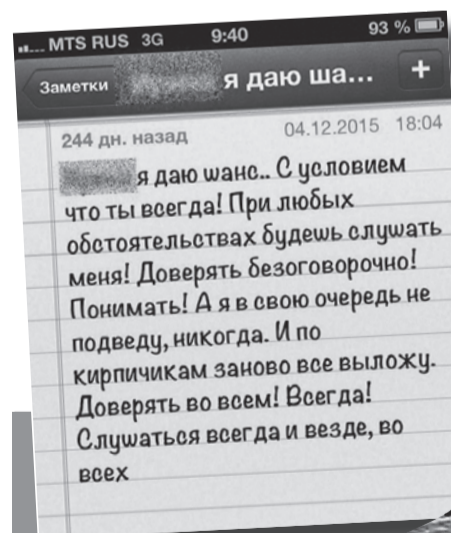 MTS RUS 3G 9:40 93 %
Заметки я даю ша... +
244 дн. назад 04.12.2015 18:04
я даю шанс.. С условием
что ты всегда! При любых
обстоятельствах будешь слушать
меня! Доверять безоговорочно!
Понимать! А я в свою очередь не
подведу, никогда. И по
кирпичикам заново все выложу.
Доверять во всем! Всегда!
Слушаться всегда и везде, во
всех